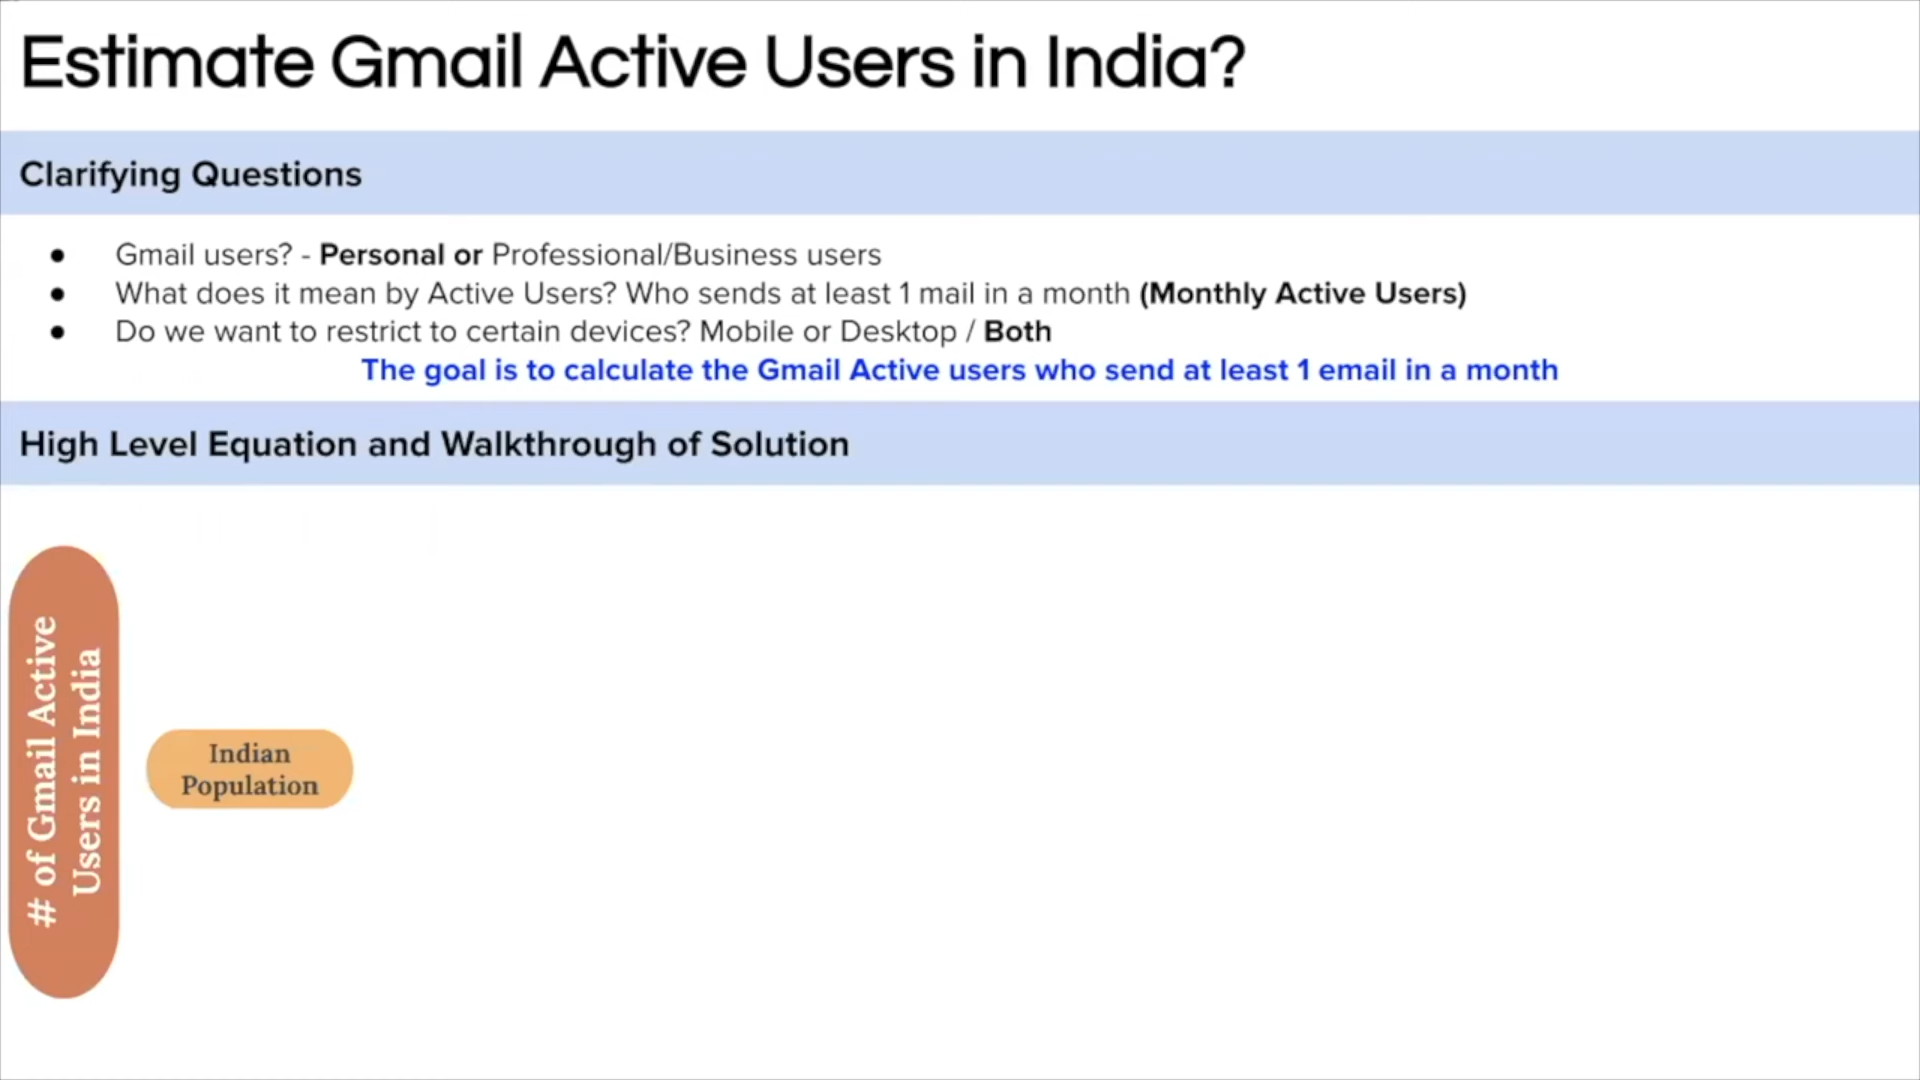 Estimate Gmail Active Users in India?
Clarifying Questions
● Gmail users? - Personal or Professional/Business users
● What does it mean by Active Users? Who sends at least 1 mail in a month (Monthly Active Users)
● Do we want to restrict to certain devices? Mobile or Desktop / Both
The goal is to calculate the Gmail Active users who send at least 1 email in a month
High Level Equation and Walkthrough of Solution
# of Gmail Active
Users in India
Indian
Population